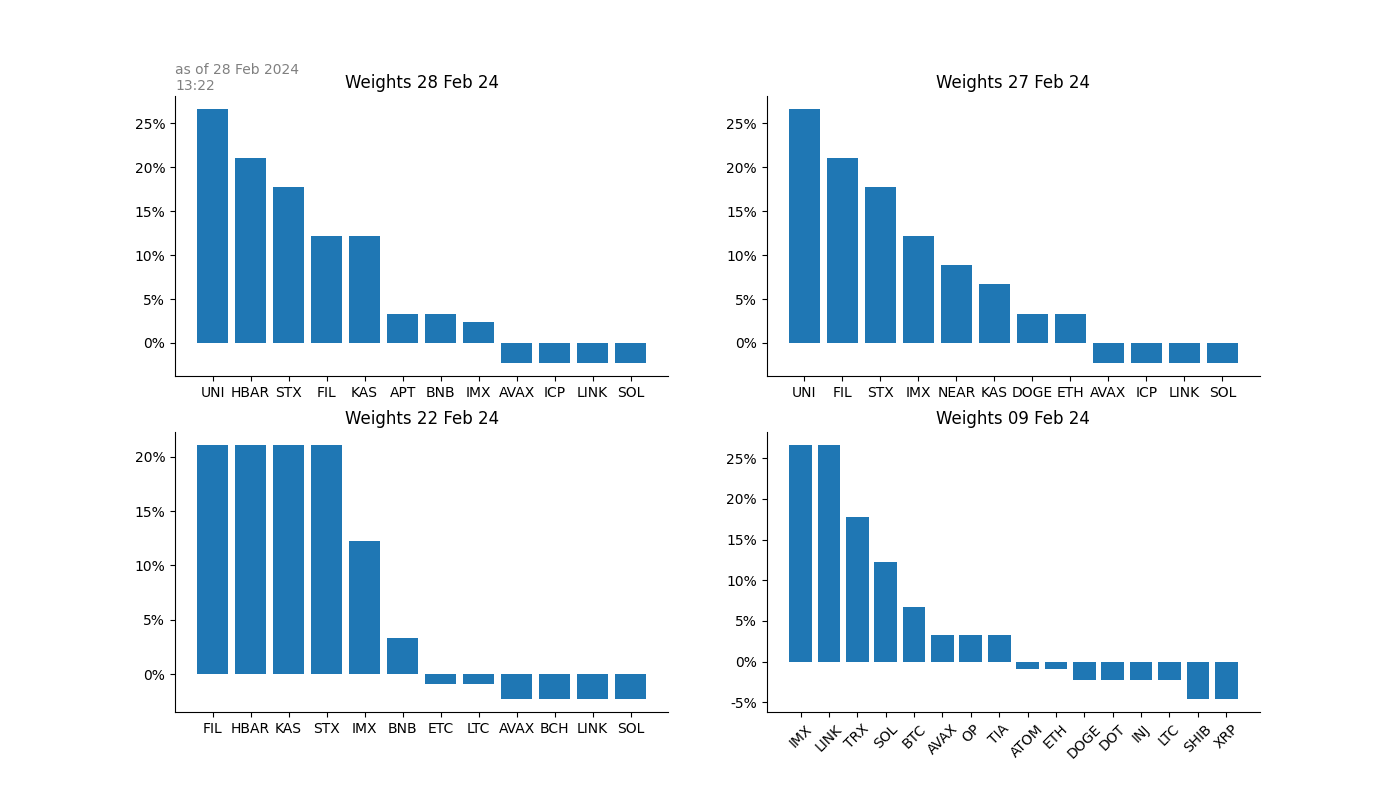 as of 28 Feb 2024
13:22
Weights 28 Feb 24
25%
20%
15%
10%
5%
0%
UNI HBAR STX FIL KAS APT BNB IMX AVAX ICP LINK SOL
Weights 27 Feb 24
25%
20%
15%
10%
5%
0%
UNI FIL STX IMX NEAR KAS DOGE ETH AVAX ICP LINK SOL
Weights 22 Feb 24
20%
15%
10%
5%
0%
FIL HBAR KAS STX IMX BNB ETC LTC AVAX BCH LINK SOL
Weights 09 Feb 24
25%
20%
15%
10%
5%
0%
-5%
IMX LINK TRX SOL BTC AVAX OP TIA ATOM ETH DOGE DOT INJ LTC SHIB XRP